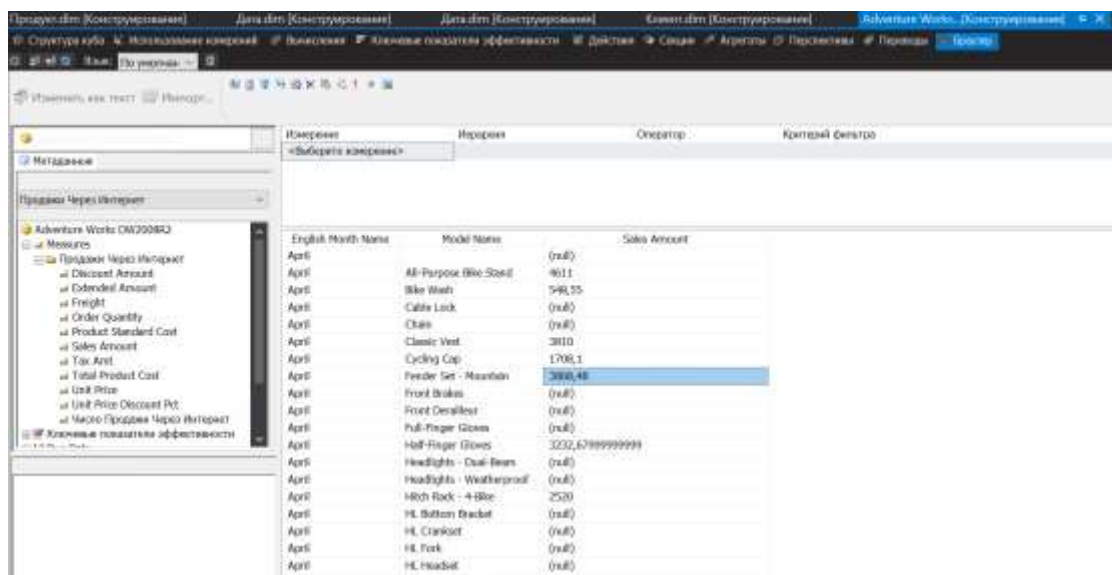 Продукт.dim [Конструирование] Дата.dim [Конструирование] Дата.dim [Конструирование] Клиент.dim [Конструирование] Adventure Works. [Конструирование]
Структура куба Использование измерений Вычисления Ключевые показатели эффективности Действия Секции Агрегаты Перспективы Переводы Браузер
Язык: По умолчан
Изменить как текст Импорт...
Измерение Иерархия Оператор Критерий фильтра
<Выберите измерение>
Метаданные
Продажи Через Интернет
Adventure Works DW2008R2
Measures
Продажи Через Интернет
Discount Amount
Extended Amount
Freight
Order Quantity
Product Standard Cost
Sales Amount
Tax Amt
Total Product Cost
Unit Price
Unit Price Discount Pct
Число Продажи Через Интернет
Ключевые показатели эффективности
English Month Name Model Name Sales Amount
April (null)
April All-Purpose Bike Stand 4611
April Bike Wash 548,55
April Cable Lock (null)
April Chain (null)
April Classic Vest 3810
April Cycling Cap 1708,1
April Fender Set - Mountain
April Front Brakes (null)
April Front Derailleur (null)
April Full-Finger Gloves (null)
April Half-Finger Gloves 3232,67999999999
April Headlights - Dual-Beam (null)
April Headlights - Weatherproof (null)
April Hitch Rack - 4-Bike 2520
April HL Bottom Bracket (null)
April HL Crankset (null)
April HL Fork (null)
April HL Headset (null)